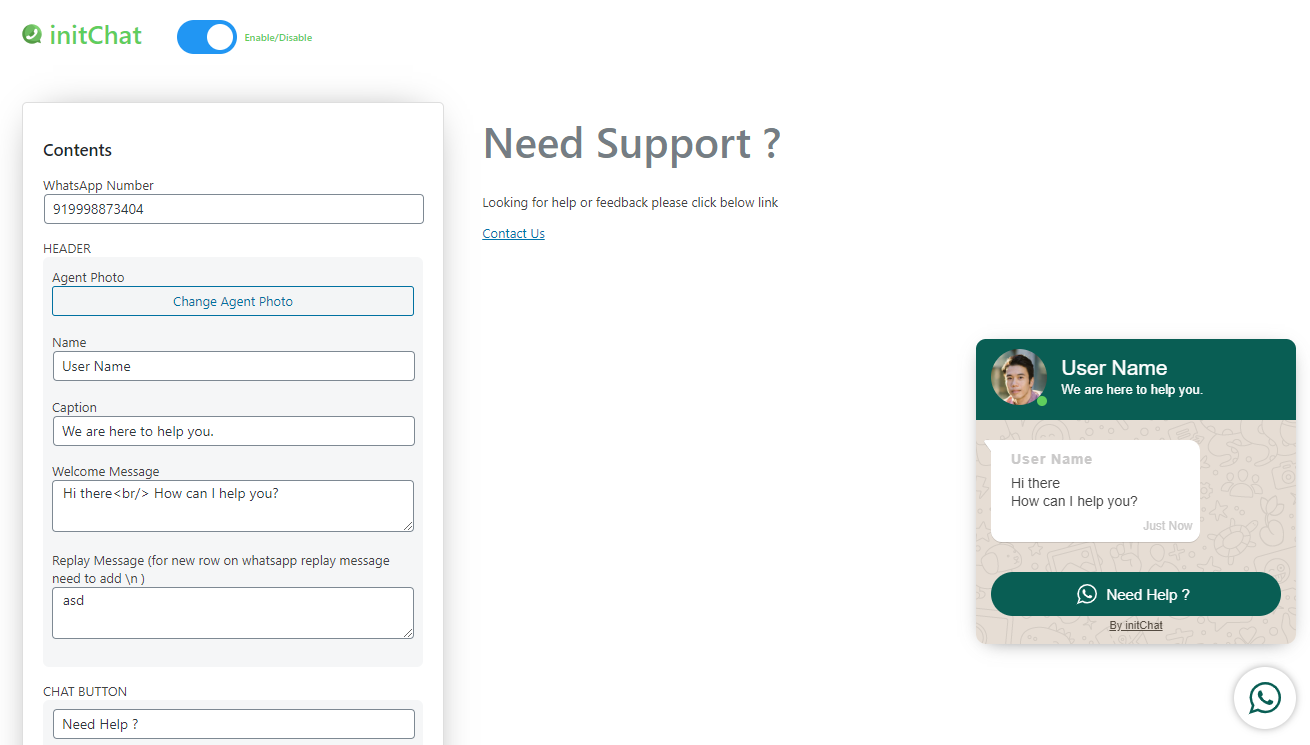 initChat
Enable/Disable
Contents
WhatsApp Number
919998873404
HEADER
Agent Photo
Change Agent Photo
Name
User Name
Caption
We are here to help you.
Welcome Message
Hi there<br/> How can I help you?
Replay Message (for new row on whatsapp replay message
need to add \n )
asd
CHAT BUTTON
Need Help ?
Need Support ?
Looking for help or feedback please click below link
Contact Us
User Name
We are here to help you.
User Name
Hi there
How can I help you?
Just Now
Need Help ?
By initChat